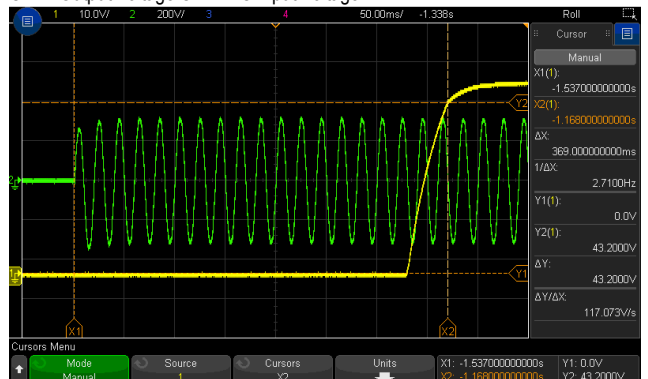 1 10.0V/ 2 200V/ 3 4 50.00ms/ -1.338s Roll
Cursor
Manual
X1(1):
-1.537000000000s
X2(1):
-1.168000000000s
ΔX:
369.000000000ms
1/ΔX:
2.7100Hz
Y1(1):
0.0V
Y2(1):
43.2000V
ΔY:
43.2000V
ΔY/ΔX:
117.073V/s
Y2
2
1
Y1
X1 X2
Cursors Menu
Mode Source Cursors Units X1: -1.537000000000s Y1: 0.0V
Manual 1 X2 X2: -1.168000000000s Y2: 43.2000V